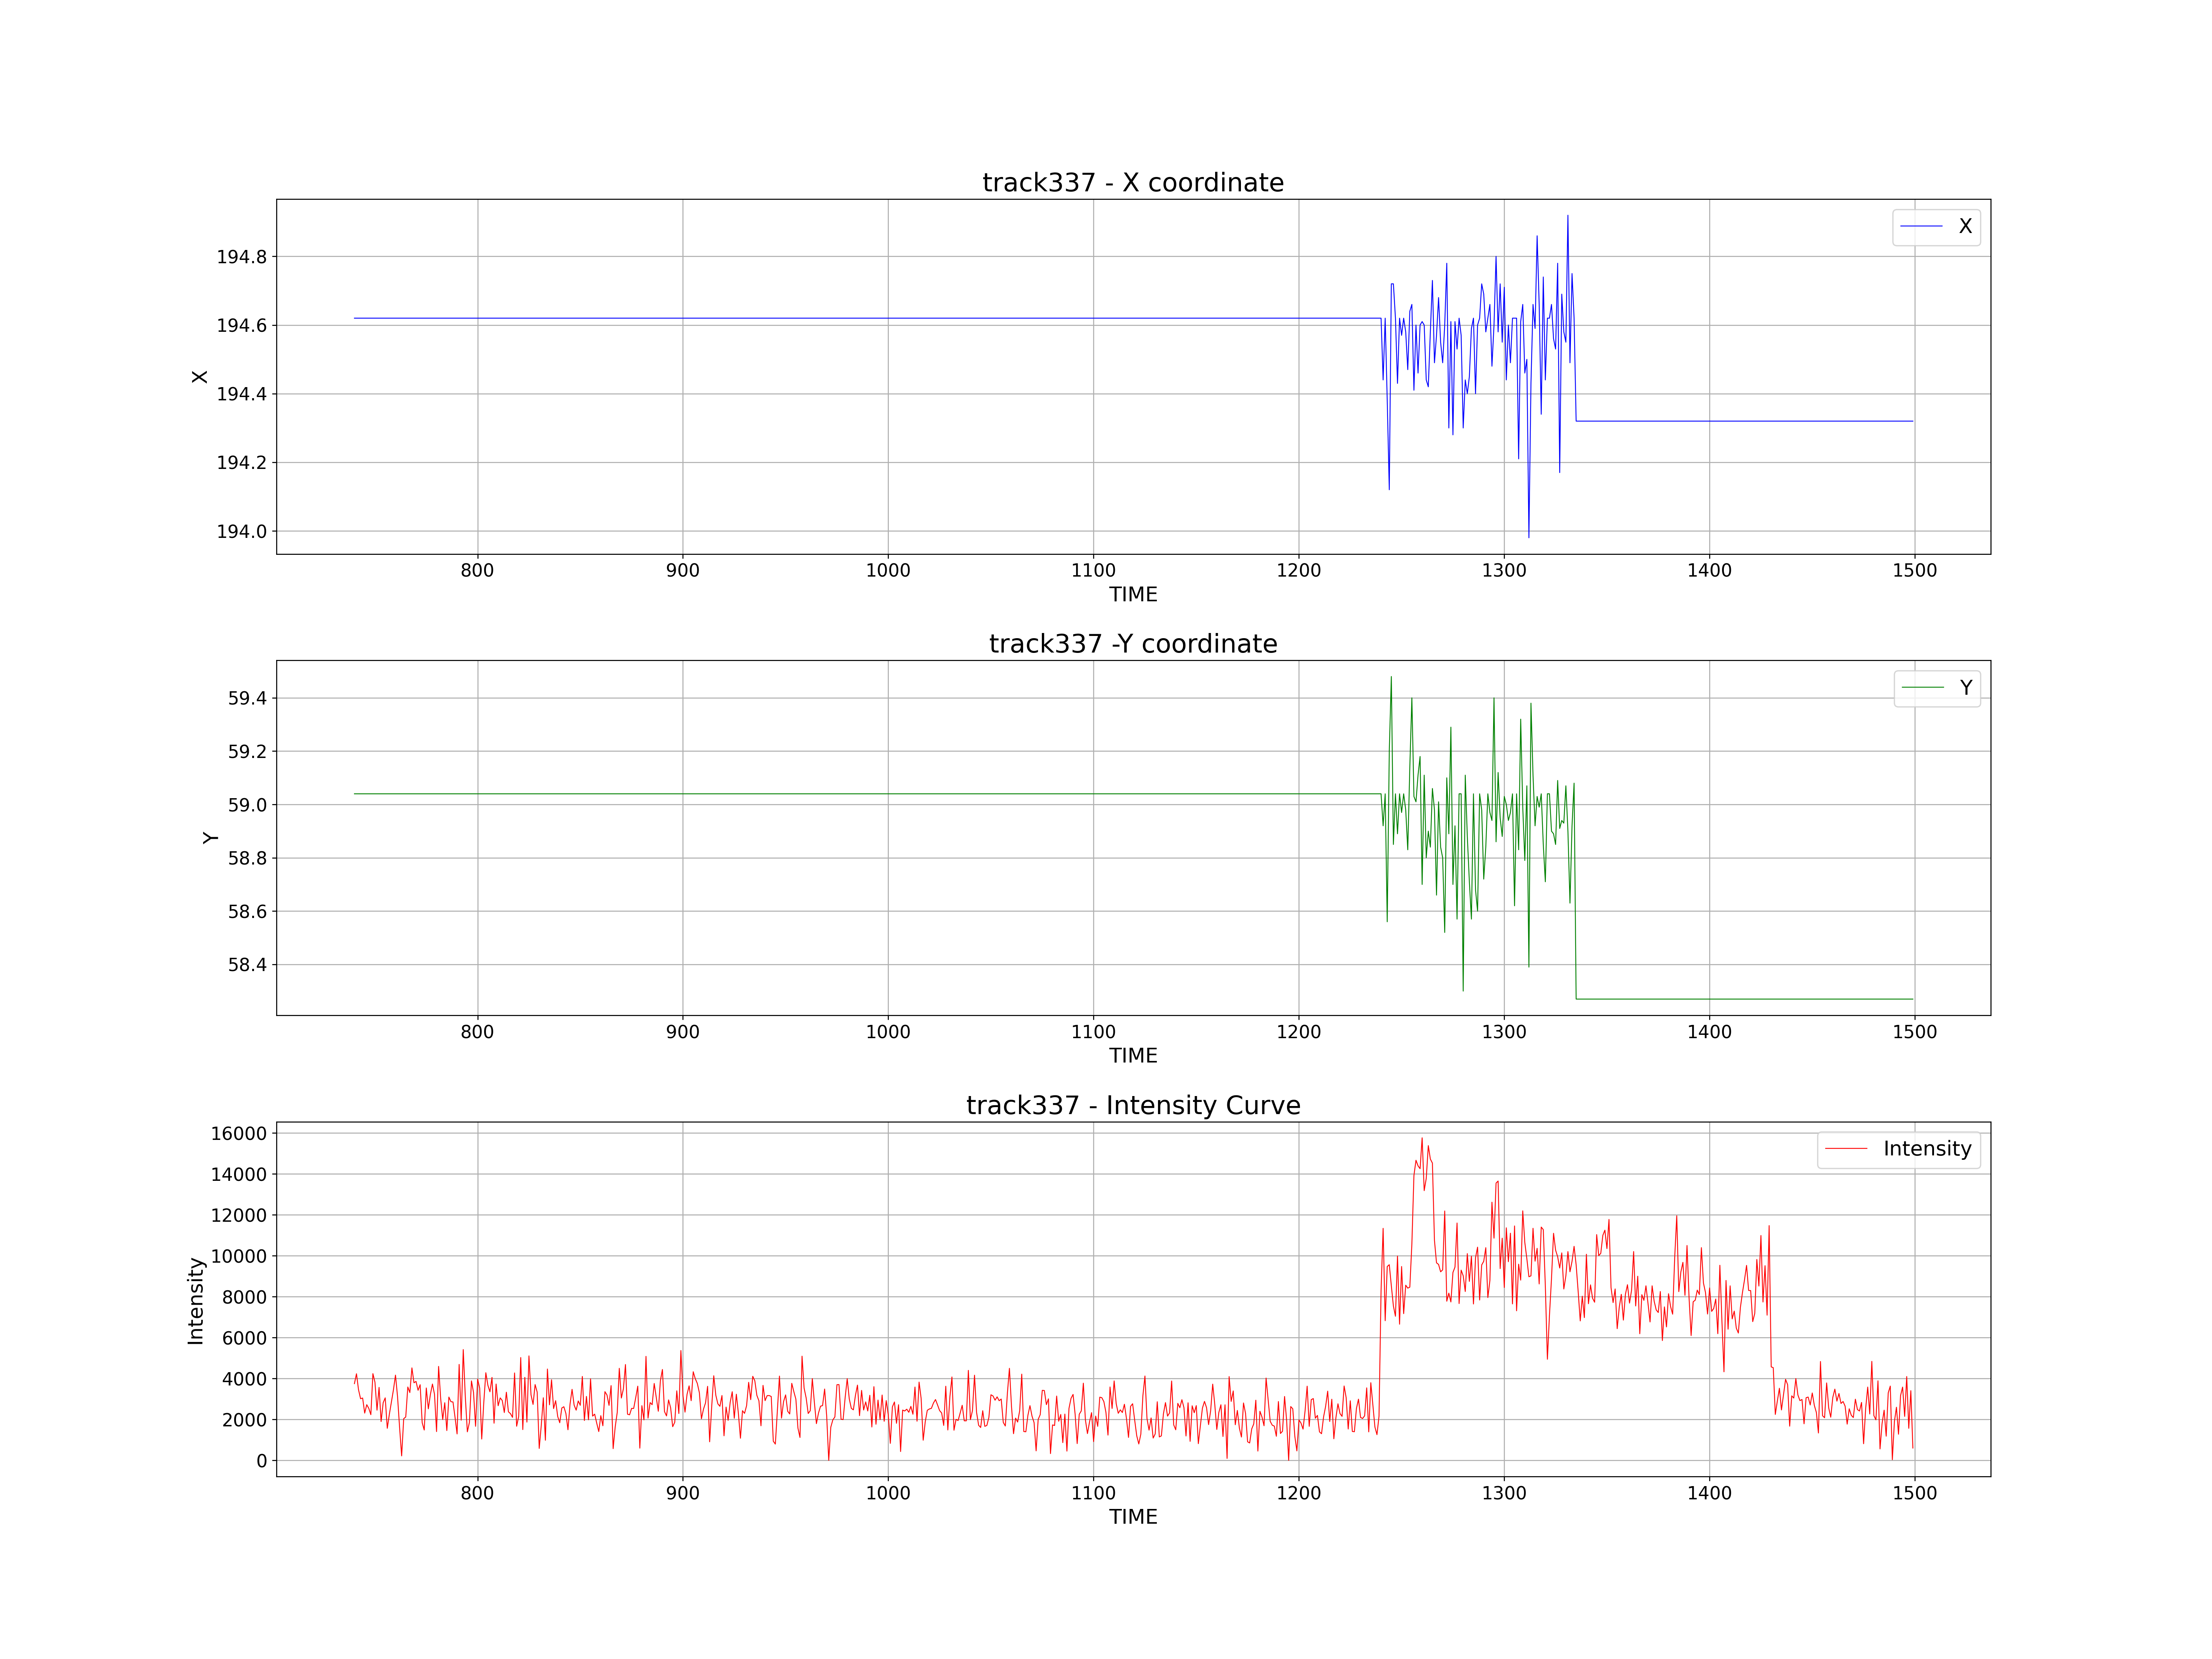 track337 - X coordinate
X
194.8
194.6
194.4
194.2
194.0
X
800 900 1000 1100 1200 1300 1400 1500
TIME
track337 -Y coordinate
Y
59.4
59.2
59.0
58.8
58.6
58.4
Y
800 900 1000 1100 1200 1300 1400 1500
TIME
track337 - Intensity Curve
Intensity
16000
14000
12000
10000
8000
6000
4000
2000
0
Intensity
800 900 1000 1100 1200 1300 1400 1500
TIME